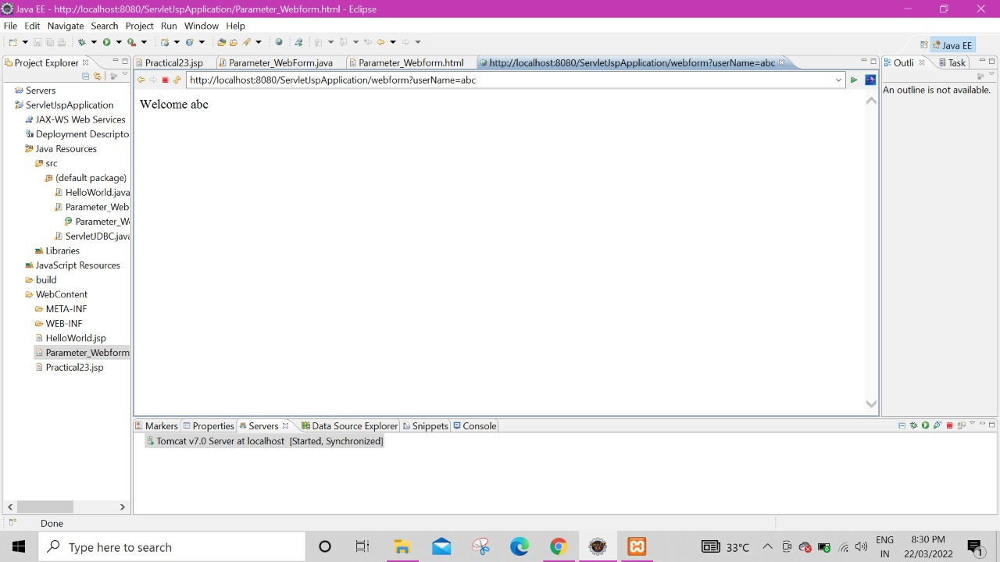 Java EE - http://localhost:8080/ServletJspApplication/Parameter_Webform.html - Eclipse
File Edit Navigate Search Project Run Window Help
Java EE
Project Explorer
Practical23.jsp Parameter_WebForm.java Parameter_Webform.html http://localhost:8080/ServletJspApplication/webform?userName=abc
Outli Task
http://localhost:8080/ServletJspApplication/webform?userName=abc
An outline is not available.
Welcome abc
Servers
ServletJspApplication
JAX-WS Web Services
Deployment Descripto
Java Resources
src
(default package)
HelloWorld.java
Parameter_Web
Parameter_W
ServletJDBC.java
Libraries
JavaScript Resources
build
WebContent
META-INF
WEB-INF
HelloWorld.jsp
Parameter_Webform
Practical23.jsp
Markers Properties Servers Data Source Explorer Snippets Console
Tomcat v7.0 Server at localhost [Started, Synchronized]
Done
Type here to search
33°C
ENG
IN
8:30 PM
22/03/2022
1